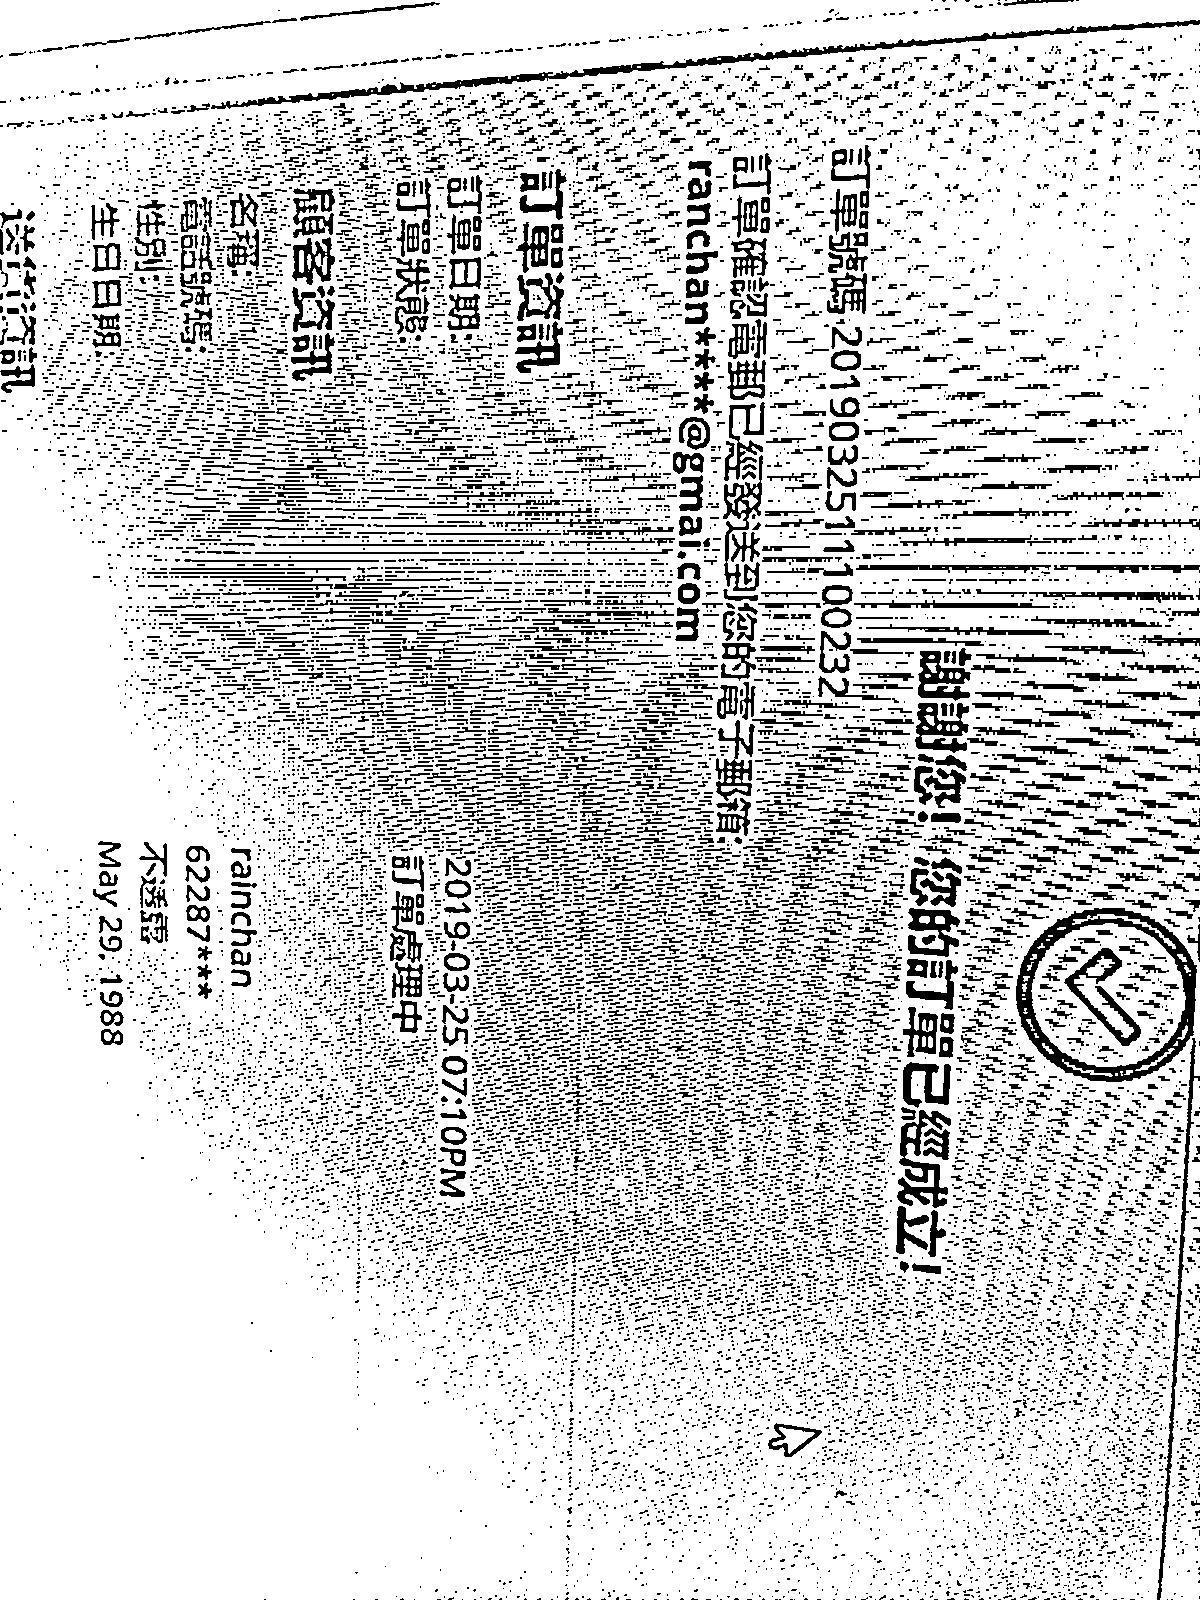 謝謝您! 您的訂單已經成立!
訂單號碼 20190325111100232
訂單確認電郵已經發送到您的電子郵箱:
ranchan****@gmai.com
訂單資訊
訂單日期: 2019-03-25 07:10PM
訂單狀態: 訂單處理中
顧客資訊
名稱: rainchan
電話號碼: 62287***
性別: 不透露
生日日期: May 29, 1988
送貨資訊